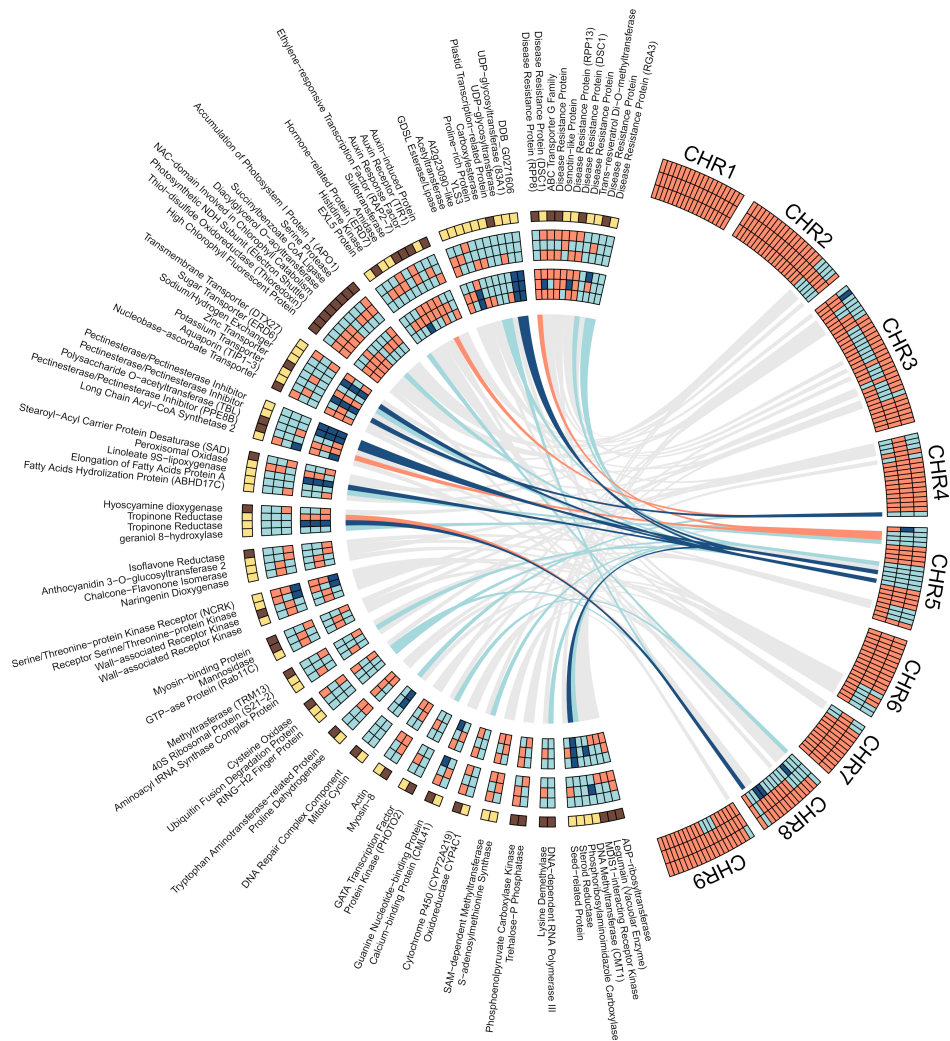 Ethylene−responsive Transcription Factor (RAP2−7)
Auxin−induced Protein
Auxin Receptor (TIR1)
Auxin Response Factor
Sulfotransferase
Amidase
Hormone−related Protein (ERD7)
Histidine Kinase
EXL5 Protein
UDP−glycosyltransferase (83A1)
DDB_G0271606
UDP−glycosyltransferase
Plastid Transcription−related Protein
Carboxylesterase
YLS3
Proline−rich Protein
At2g23090−like
Acetyltransferase
GDSL Esterase/Lipase
Disease Resistance Protein (RPP8)
Disease Resistance Protein (DSC1)
ABC Transporter G Family
Disease Resistance Protein
Osmotin−like Protein
Disease Resistance Protein
Disease Resistance Protein (RPP13)
Disease Resistance Protein (DSC1)
Disease Resistance Protein
Trans−resveratrol Di−O−methyltransferase
Disease Resistance Protein
Disease Resistance Protein (RGA3)
Accumulation of Photosystem I Protein 1 (APO1)
Serine Protease
Succinylbenzoate CoA Ligase
Diacylglycerol O−acyltransferase
NAC−domain Involved in Chlorophyll Catabolism
Photosynthetic NDH Subunit (Electron Shuttle)
Thiol−disulfide Oxidoreductase (Thioredoxin)
High Chlorophyll Fluorescent Protein
Transmembrane Transporter (DTX27)
Sugar Transporter (ERD6)
Sodium/Hydrogen Exchanger
Zinc Transporter
Potassium Transporter
Aquaporin (TIP1−3)
Nucleobase−ascorbate Transporter
Pectinesterase/Pectinesterase Inhibitor
Pectinesterase/Pectinesterase Inhibitor
Polysaccharide O−acetyltransferase (TBL)
Pectinesterase/Pectinesterase Inhibitor (PPE8B)
Long Chain Acyl−CoA Synthetase 2
Stearoyl−Acyl Carrier Protein Desaturase (SAD)
Peroxisomal Oxidase
Linoleate 9S−lipoxygenase
Elongation of Fatty Acids Protein A
Fatty Acids Hydrolization Protein (ABHD17C)
Hyoscyamine dioxygenase
Tropinone Reductase
Tropinone Reductase
geraniol 8−hydroxylase
Isoflavone Reductase
Anthocyanidin 3−O−glucosyltransferase 2
Chalcone−Flavonone Isomerase
Naringenin Dioxygenase
Serine/Threonine−protein Kinase Receptor (NCRK)
Receptor Serine/Threonine−protein Kinase
Wall−associated Receptor Kinase
Wall−associated Receptor Kinase
Myosin−binding Protein
Mannosidase
GTP−ase Protein (Rab11C)
Methyltrasferase (TRM13)
40S Ribosomal Protein (S21−2)
Aminoacyl tRNA Synthase Complex Protein
Cysteine Oxidase
Ubiquitin Fusion Degradation Protein
RING−H2 Finger Protein
Tryptophan Aminotransferase−related Protein
Proline Dehydrogenase
DNA Repair Complex Component
Mitotic Cyclin
Actin
Myosin−8
GATA Transcription Factor
Protein Kinase (PHOTO2)
Guanine Nucleotide−binding Protein
Calcium−binding Protein (CML41)
Cytochrome P450 (CYP72A219)
Oxidoreductase CYP4C1
SAM−dependent Methyltransferase
S−adenosylmethionine Synthase
Phosphoenolpyruvate Carboxylase Kinase
Trehalose−P Phosphatase
Lysine Demethylase
DNA−dependent RNA Polymerase III
Seed−related Protein
Steroid Reductase
Phosphoribosylaminoimidazole Carboxylase
DNA Methyltransferase (CMT1)
MDIS−interacting Receptor Kinase
Legumain (Vacuolar Enzyme)
ADP−ribosyltransferase
CHR1
CHR2
CHR3
CHR4
CHR5
CHR6
CHR7
CHR8
CHR9